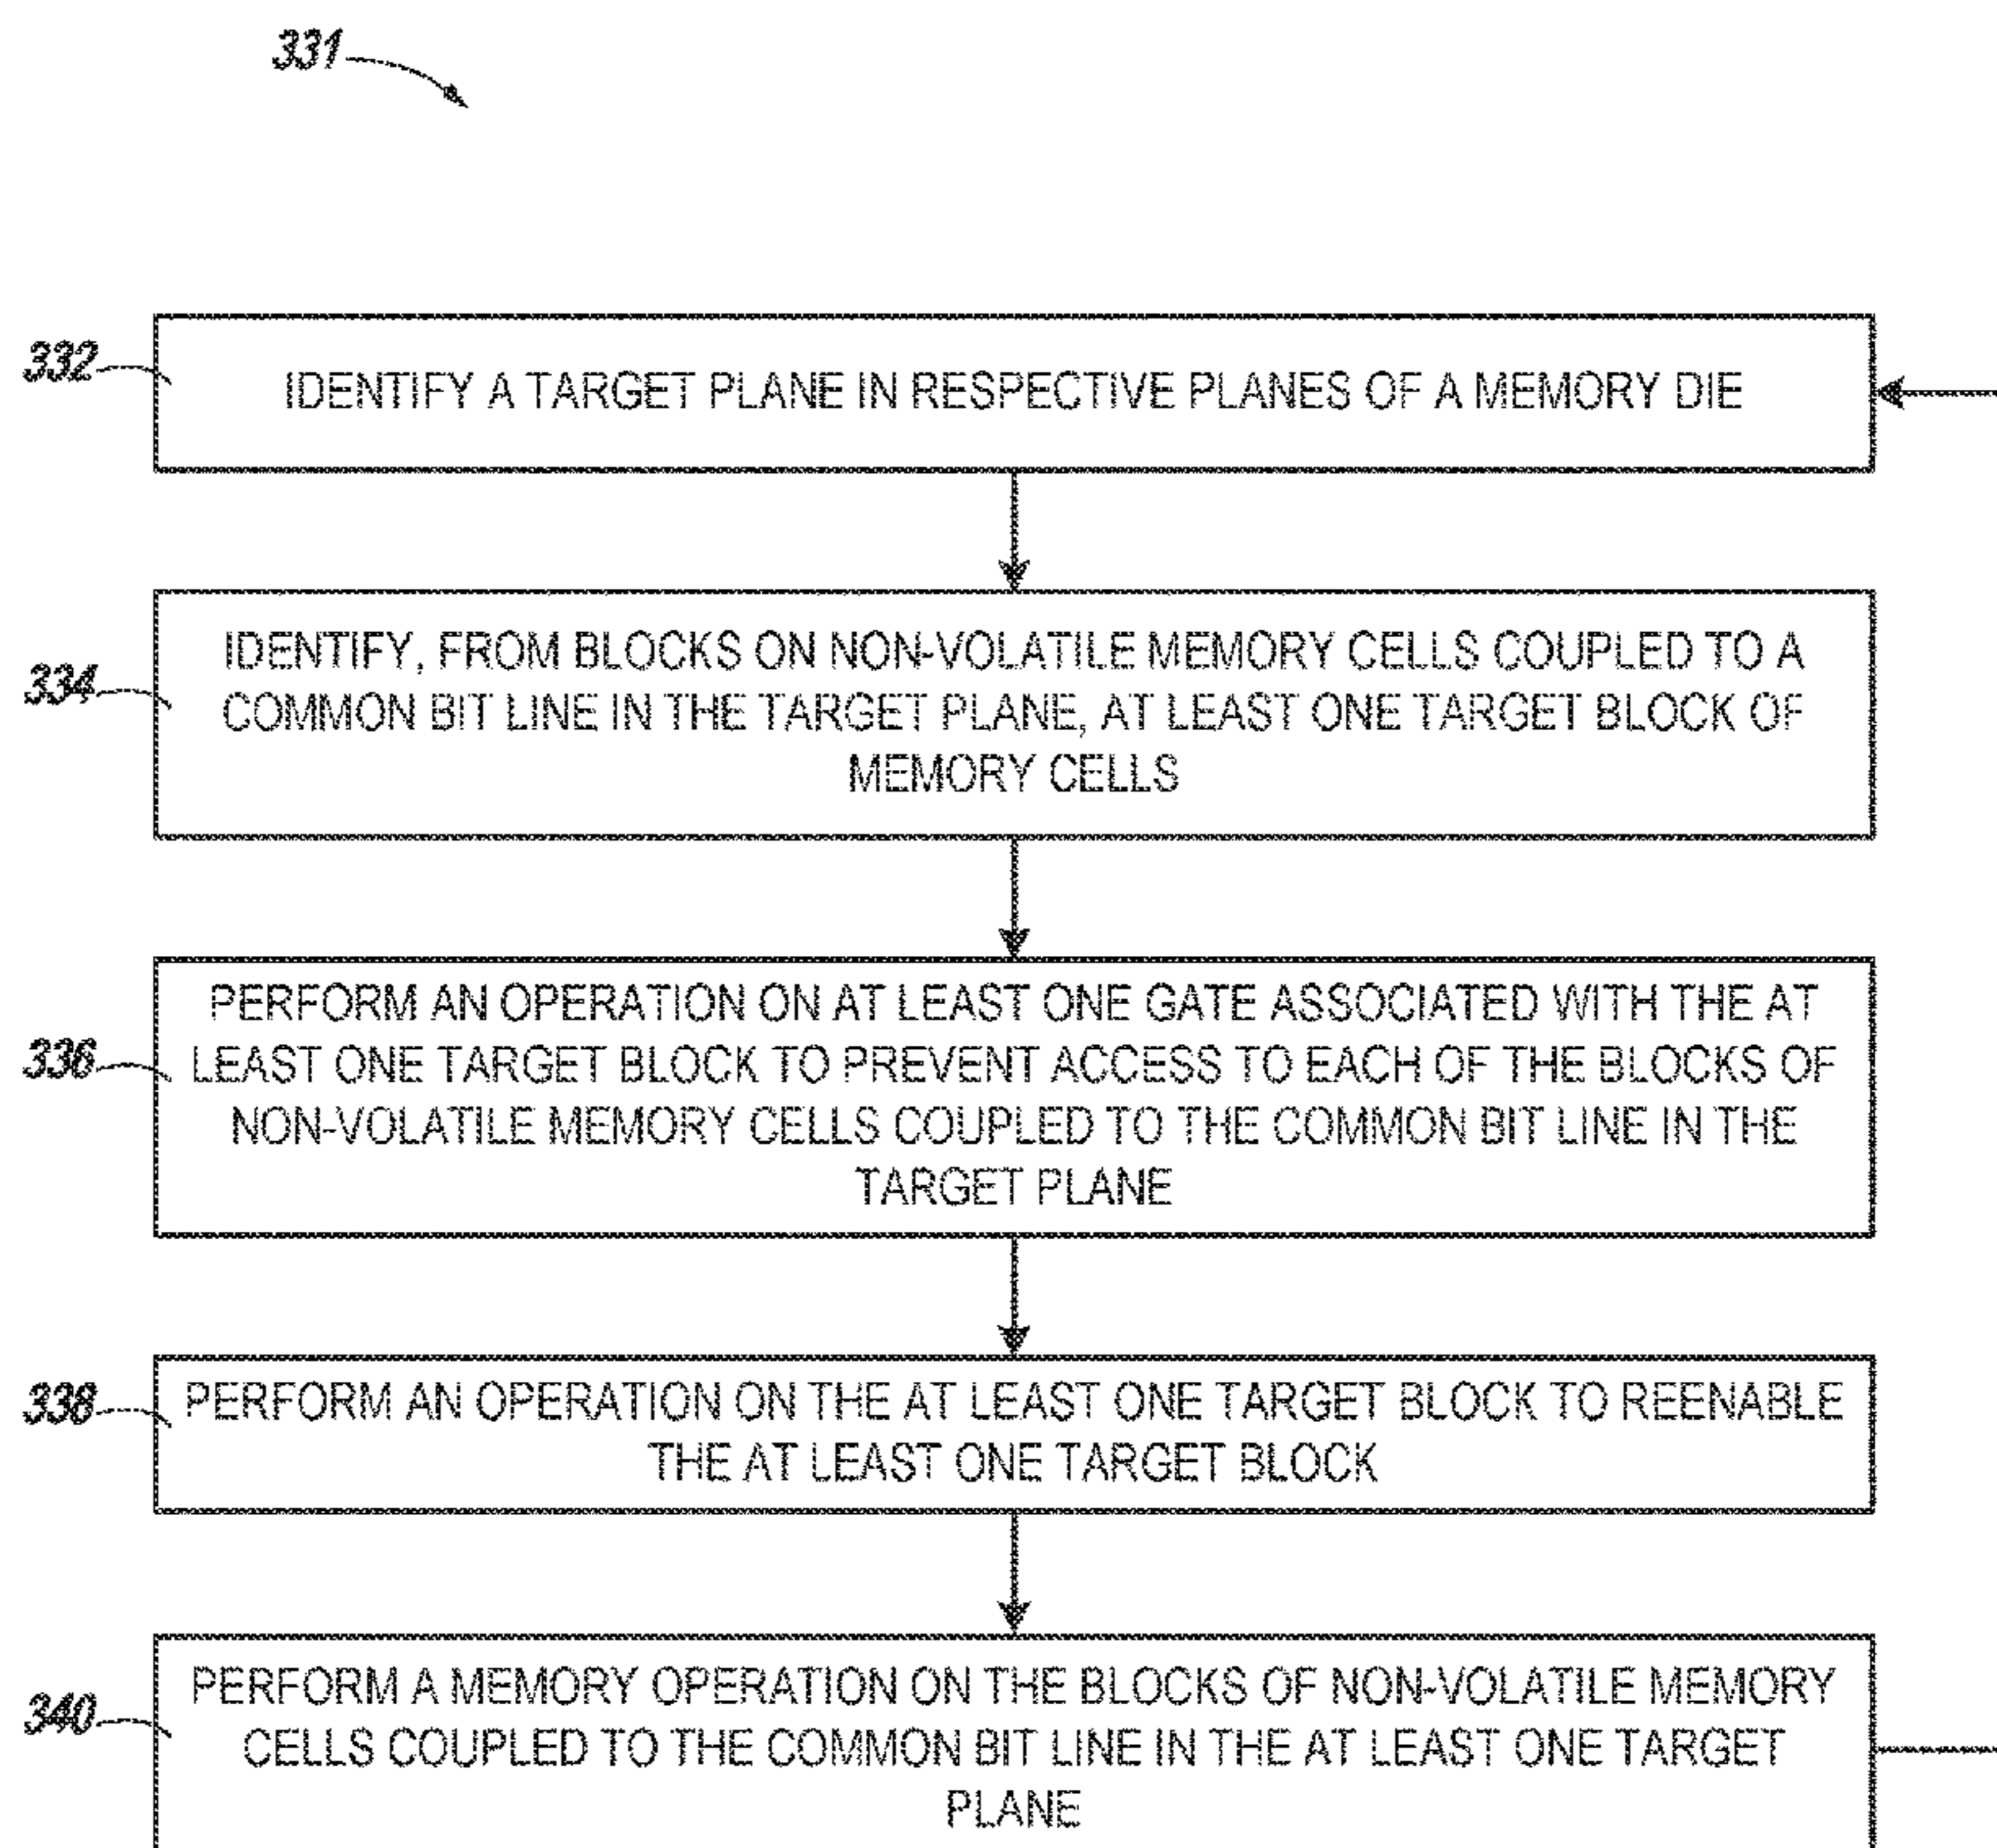 331
332
IDENTIFY A TARGET PLANE IN RESPECTIVE PLANES OF A MEMORY DIE
334
IDENTIFY, FROM BLOCKS ON NON-VOLATILE MEMORY CELLS COUPLED TO A
COMMON BIT LINE IN THE TARGET PLANE, AT LEAST ONE TARGET BLOCK OF
MEMORY CELLS
336
PERFORM AN OPERATION ON AT LEAST ONE GATE ASSOCIATED WITH THE AT
LEAST ONE TARGET BLOCK TO PREVENT ACCESS TO EACH OF THE BLOCKS OF
NON-VOLATILE MEMORY CELLS COUPLED TO THE COMMON BIT LINE IN THE
TARGET PLANE
338
PERFORM AN OPERATION ON THE AT LEAST ONE TARGET BLOCK TO REENABLE
THE AT LEAST ONE TARGET BLOCK
340
PERFORM A MEMORY OPERATION ON THE BLOCKS OF NON-VOLATILE MEMORY
CELLS COUPLED TO THE COMMON BIT LINE IN THE AT LEAST ONE TARGET
PLANE